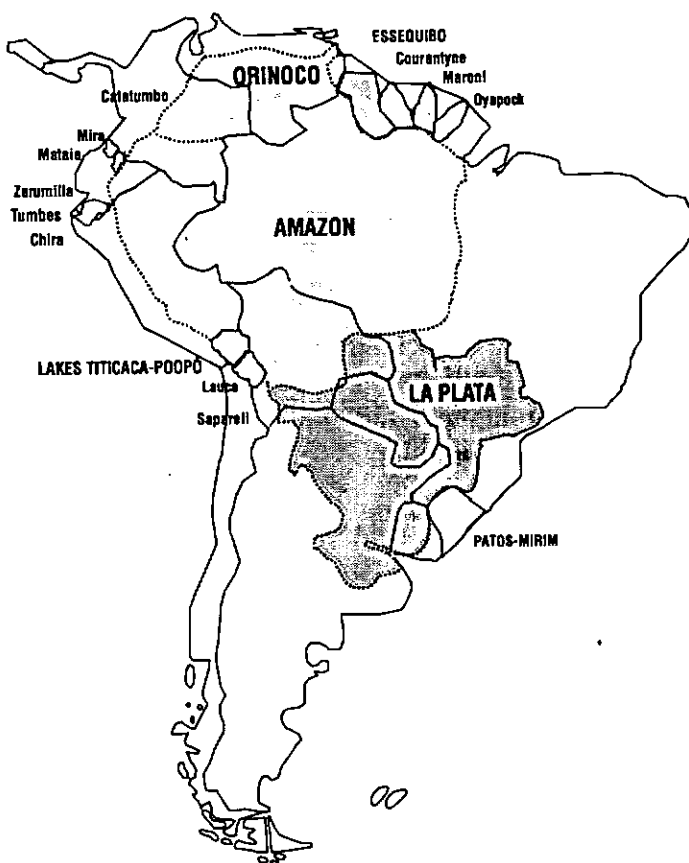 ESSEQUIBO
Courantyne
Maroni
Oyapock
ORINOCO
Catatumbo
Mira
Mataje
Zarumilla
Tumbes
Chira
AMAZON
LAKES TITICACA-POOPO
Lauca
Sapareli
LA PLATA
PATOS-MIRIM